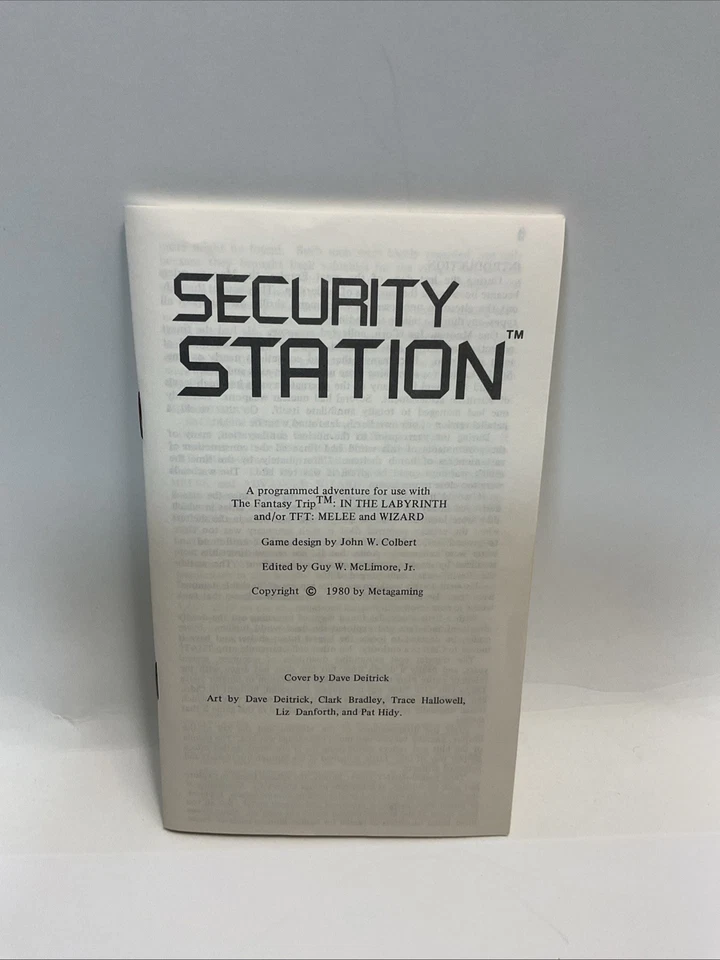 SECURITY
STATION™
A programmed adventure for use with
The Fantasy Trip™: IN THE LABYRINTH
and/or TFT: MELEE and WIZARD
Game design by John W. Colbert
Edited by Guy W. McLimore, Jr.
Copyright © 1980 by Metagaming
Cover by Dave Deitrick
Art by Dave Deitrick, Clark Bradley, Trace Hallowell,
Liz Danforth, and Pat Hidy.